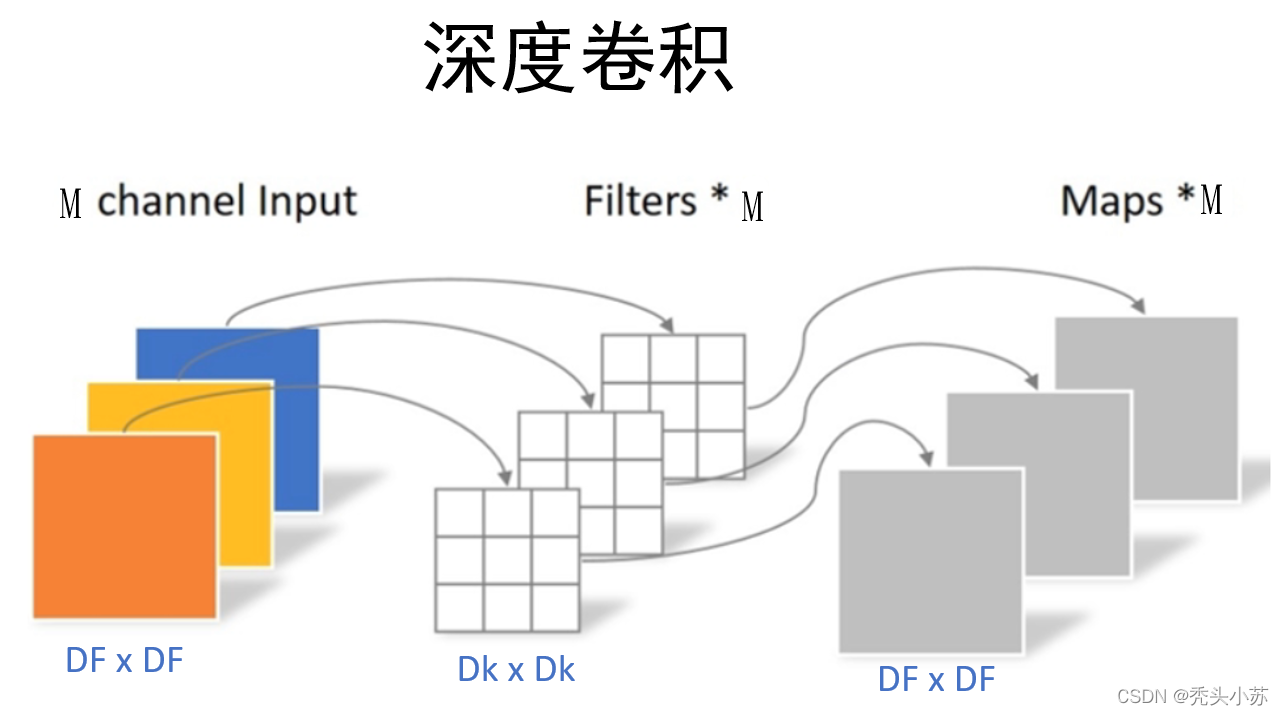 深度卷积
M channel Input
Filters * M
Maps *M
DF x DF
Dk x Dk
DF x DF
CSDN @秃头小苏